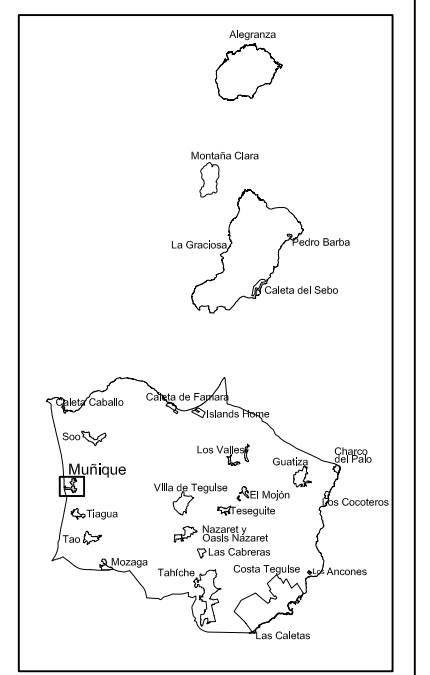 Alegranza
Montaña Clara
La Graciosa
Pedro Barba
Caleta del Sebo
Caleta Caballo
Caleta de Famara
Islands Home
Soo
Los Valles
Guatiza
Charco
del Palo
Muñique
VIlla de Tegulse
El Mojón
Los Cocoteros
Tiagua
Teseguite
Tao
Nazaret y
Oasis Nazaret
Las Cabreras
Mozaga
Tahíche
Costa Tegulse
Los Ancones
Las Caletas